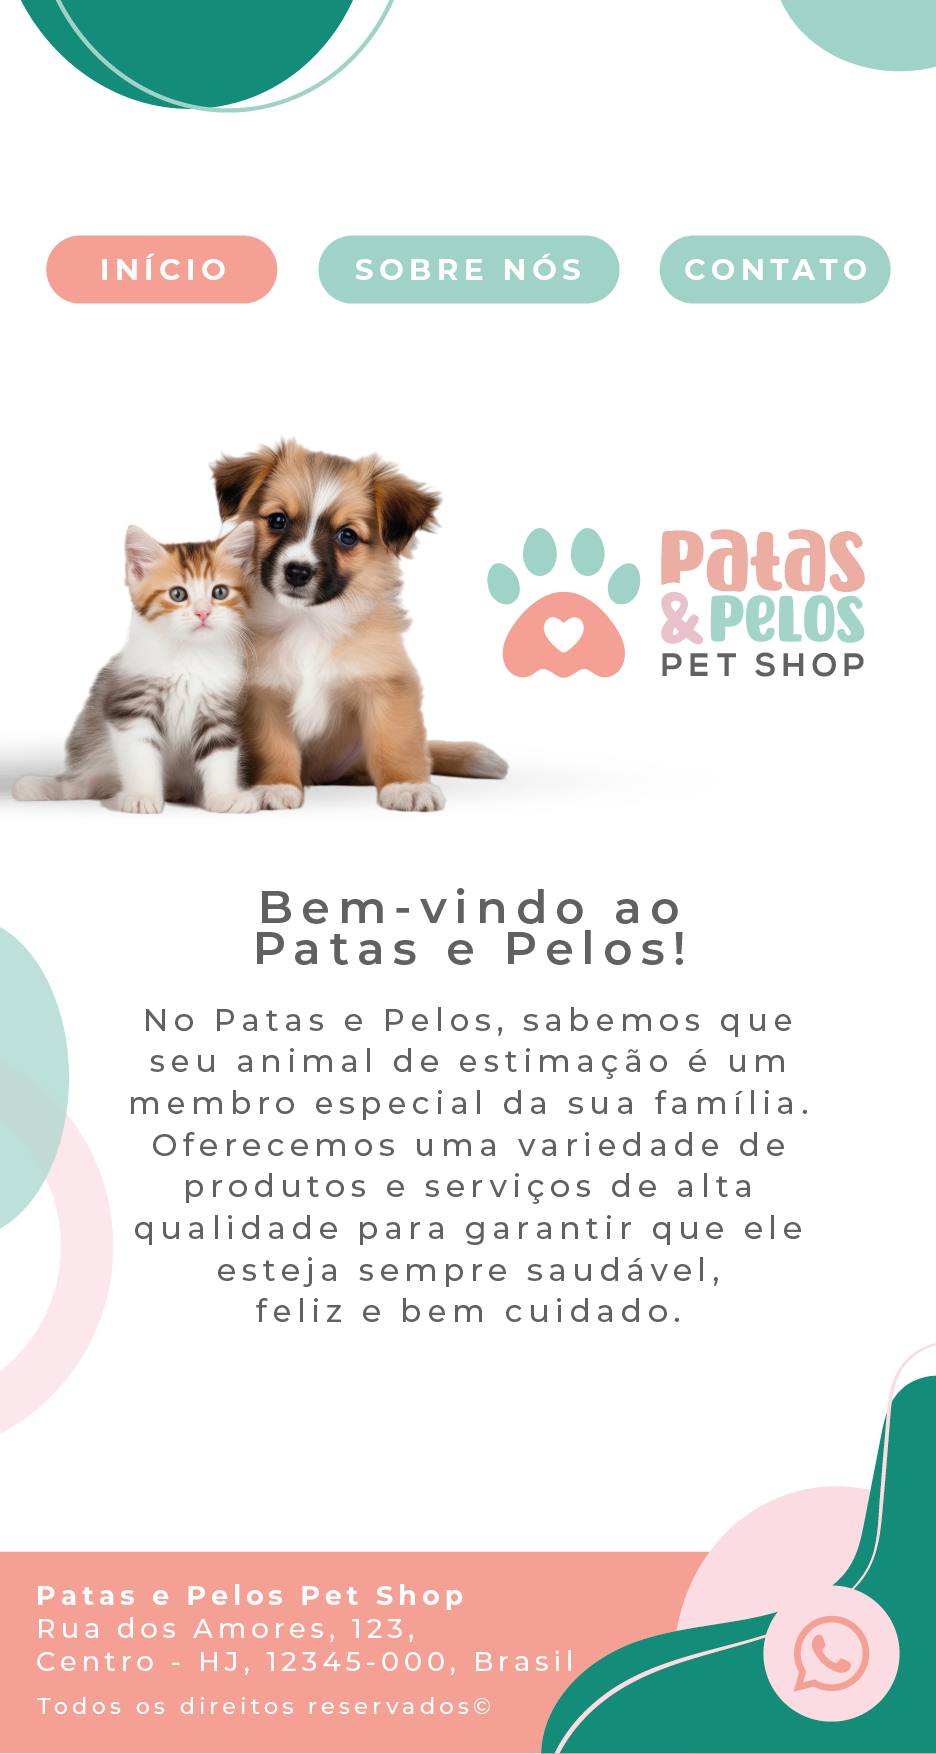 INÍCIO
SOBRE NÓS
CONTATO
Patas
&Pelos
PET SHOP
Bem-vindo ao
Patas e Pelos!
No Patas e Pelos, sabemos que
seu animal de estimação é um
membro especial da sua família.
Oferecemos uma variedade de
produtos e serviços de alta
qualidade para garantir que ele
esteja sempre saudável,
feliz e bem cuidado.
Patas e Pelos Pet Shop
Rua dos Amores, 123,
Centro - HJ, 12345-000, Brasil
Todos os direitos reservados©